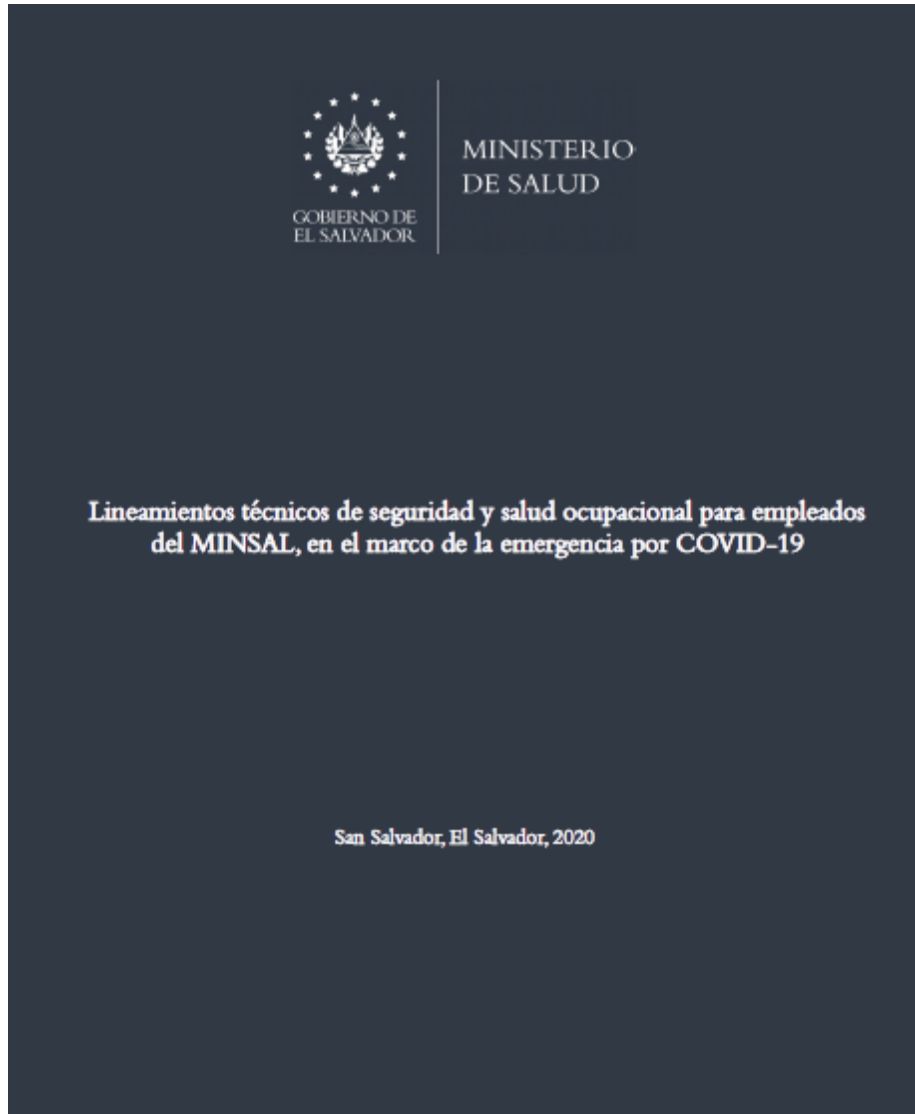 GOBIERNO DE
EL SALVADOR
MINISTERIO
DE SALUD
Lineamientos técnicos de seguridad y salud ocupacional para empleados
del MINSAL, en el marco de la emergencia por COVID-19
San Salvador, El Salvador, 2020